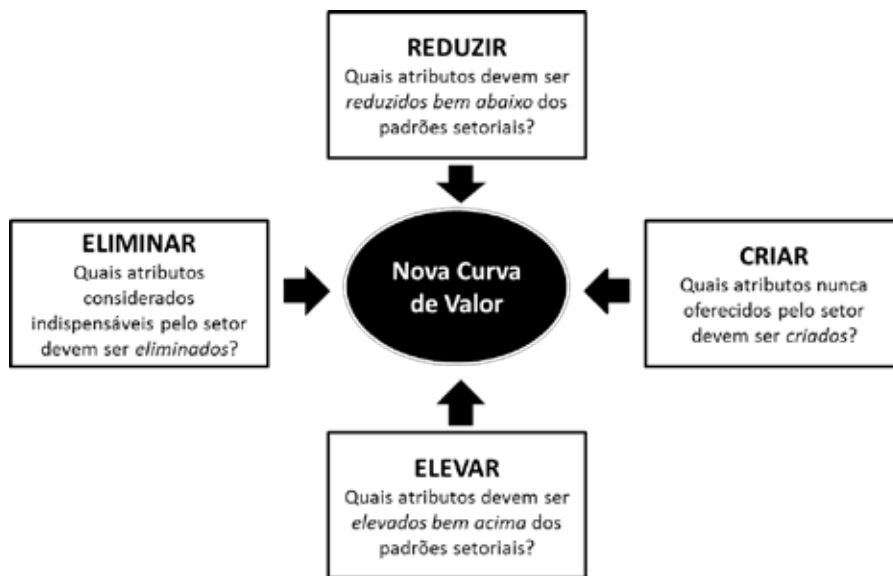 REDUZIR
Quais atributos devem ser
reduzidos bem abaixo dos
padrões setoriais?
ELIMINAR
Quais atributos
considerados
indispensáveis pelo setor
devem ser eliminados?
Nova Curva
de Valor
CRIAR
Quais atributos nunca
oferecidos pelo setor
devem ser criados?
ELEVAR
Quais atributos devem ser
elevados bem acima dos
padrões setoriais?